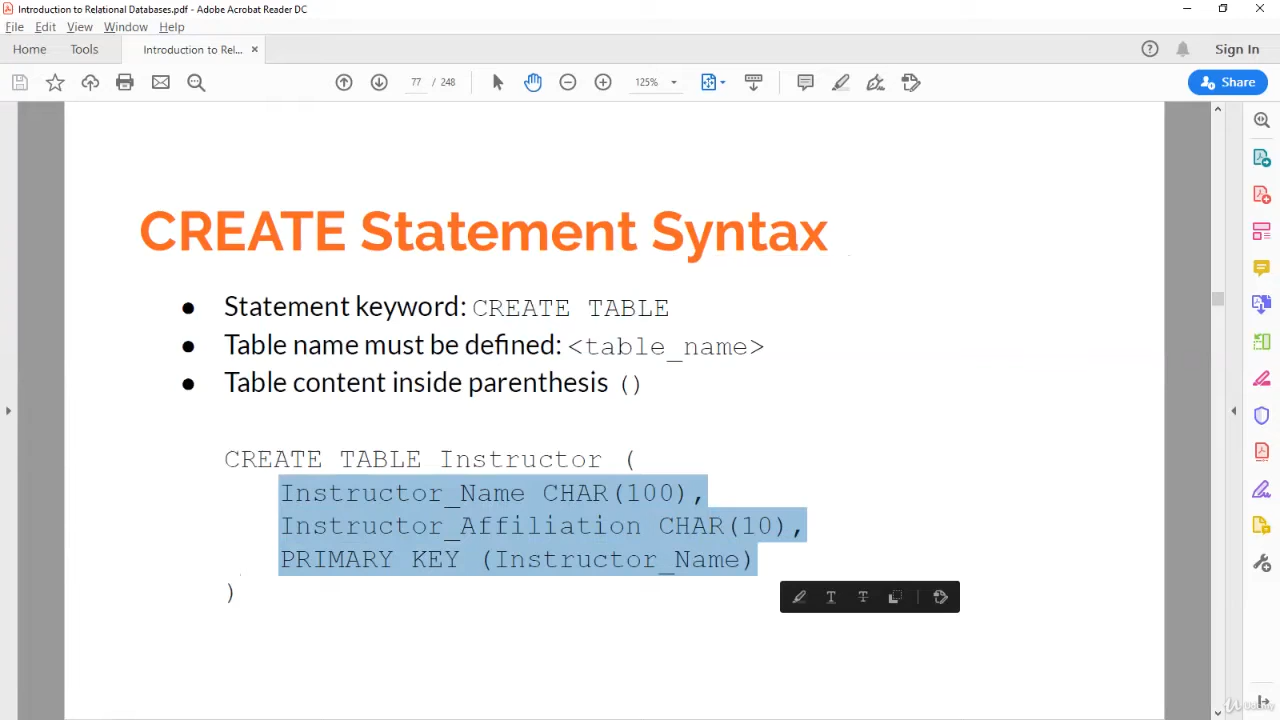 Introduction to Relational Databases.pdf - Adobe Acrobat Reader DC
File Edit View Window Help
Home Tools Introduction to Rel... × Sign In
77 / 248 125% Share
CREATE Statement Syntax
● Statement keyword: CREATE TABLE
● Table name must be defined: <table_name>
● Table content inside parenthesis ()
CREATE TABLE Instructor (
Instructor_Name CHAR(100),
Instructor_Affiliation CHAR(10),
PRIMARY KEY (Instructor_Name)
)
Udemy